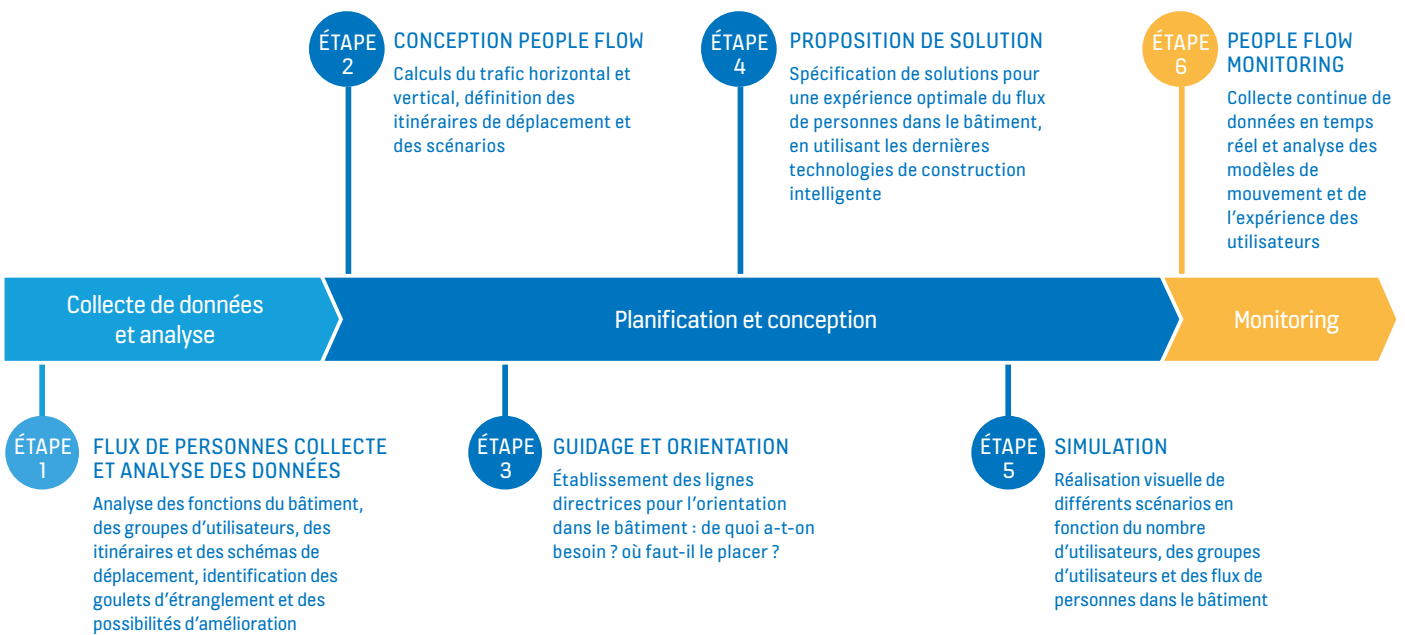 ÉTAPE
2
CONCEPTION PEOPLE FLOW
Calculs du trafic horizontal et
vertical, définition des
itinéraires de déplacement et
des scénarios
ÉTAPE
4
PROPOSITION DE SOLUTION
Spécification de solutions pour
une expérience optimale du flux
de personnes dans le bâtiment,
en utilisant les dernières
technologies de construction
intelligente
ÉTAPE
6
PEOPLE FLOW
MONITORING
Collecte continue de
données en temps
réel et analyse des
modèles de
mouvement et de
l'expérience des
utilisateurs
Collecte de données
et analyse
Planification et conception
Monitoring
ÉTAPE
1
FLUX DE PERSONNES COLLECTE
ET ANALYSE DES DONNÉES
Analyse des fonctions du bâtiment,
des groupes d'utilisateurs, des
itinéraires et des schémas de
déplacement, identification des
goulets d'étranglement et des
possibilités d'amélioration
ÉTAPE
3
GUIDAGE ET ORIENTATION
Établissement des lignes
directrices pour l'orientation
dans le bâtiment : de quoi a-t-on
besoin ? où faut-il le placer ?
ÉTAPE
5
SIMULATION
Réalisation visuelle de
différents scénarios en
fonction du nombre
d'utilisateurs, des groupes
d'utilisateurs et des flux de
personnes dans le bâtiment